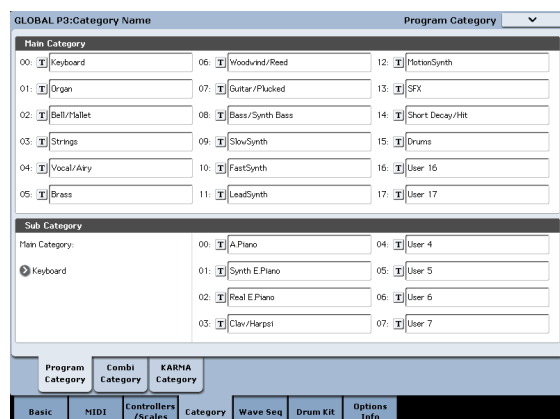 GLOBAL P3:Category Name
Program Category
Main Category
00: T Keyboard
06: T Woodwind/Reed
12: T MotionSynth
01: T Organ
07: T Guitar/Plucked
13: T SFX
02: T Bell/Mallet
08: T Bass/Synth Bass
14: T Short Decay/Hit
03: T Strings
09: T SlowSynth
15: T Drums
04: T Vocal/Airy
10: T FastSynth
16: T User 16
05: T Brass
11: T LeadSynth
17: T User 17
Sub Category
Main Category:
00: T A.Piano
04: T User 4
Keyboard
01: T Synth E.Piano
05: T User 5
02: T Real E.Piano
06: T User 6
03: T Clav/Harpsi
07: T User 7
Program
Category
Combi
Category
KARMA
Category
Basic
MIDI
Controllers
/Scales
Category
Wave Seq
Drum Kit
Options
Info